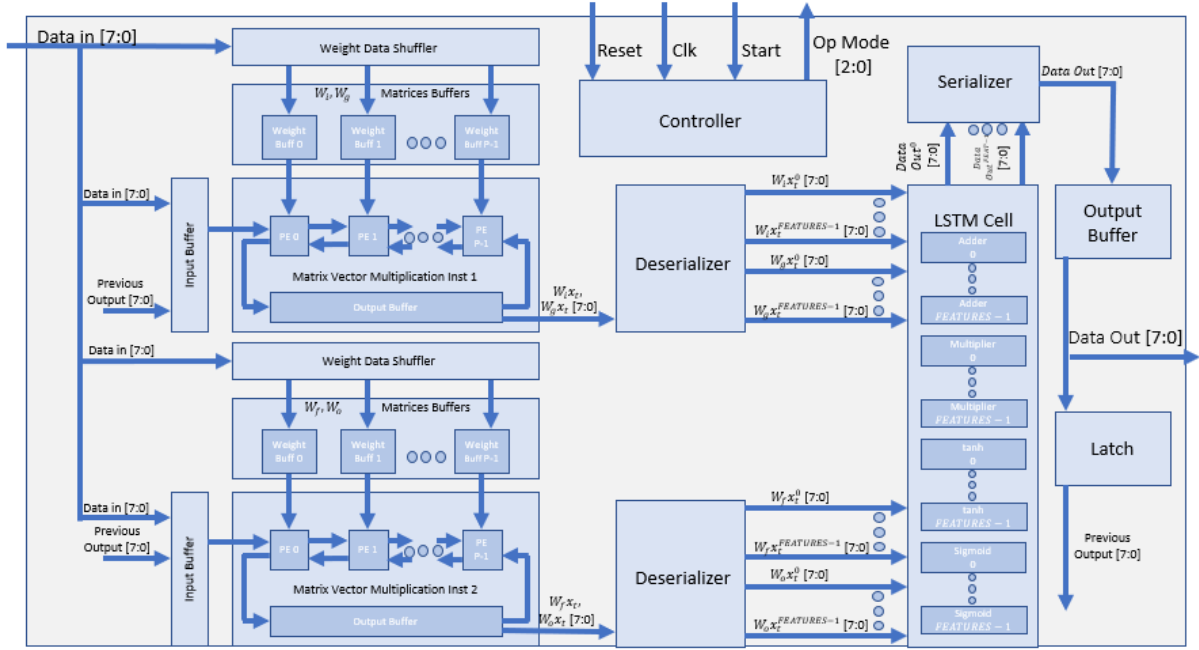 Data in [7:0]
Weight Data Shuffler
W_i, W_g
Matrices Buffers
Weight
Buff 0
Weight
Buff 1
Weight
Buff P-1
Data in [7:0]
Previous
Output [7:0]
Input Buffer
PE 0
PE 1
PE
P-1
Matrix Vector Multiplication Inst 1
Output Buffer
W_i x_t,
W_g x_t [7:0]
Data in [7:0]
Weight Data Shuffler
W_f, W_o
Matrices Buffers
Weight
Buff 0
Weight
Buff 1
Weight
Buff P-1
Data in [7:0]
Previous
Output [7:0]
Input Buffer
PE 0
PE 1
PE
P-1
Matrix Vector Multiplication Inst 2
Output Buffer
W_f x_t,
W_o x_t [7:0]
Reset
Clk
Start
Op Mode
[2:0]
Controller
Deserializer
W_i x_t^0 [7:0]
W_i x_t^{FEATURES-1} [7:0]
W_g x_t^0 [7:0]
W_g x_t^{FEATURES-1} [7:0]
Deserializer
W_f x_t^0 [7:0]
W_f x_t^{FEATURES-1} [7:0]
W_o x_t^0 [7:0]
W_o x_t^{FEATURES-1} [7:0]
Serializer
Data Out [7:0]
Data
Out^0
[7:0]
Data
Out^{FEAT-1}
[7:0]
LSTM Cell
Adder
0
Adder
FEATURES-1
Multiplier
0
Multiplier
FEATURES-1
tanh
0
tanh
FEATURES-1
Sigmoid
0
Sigmoid
FEATURES-1
Output
Buffer
Data Out [7:0]
Latch
Previous
Output [7:0]